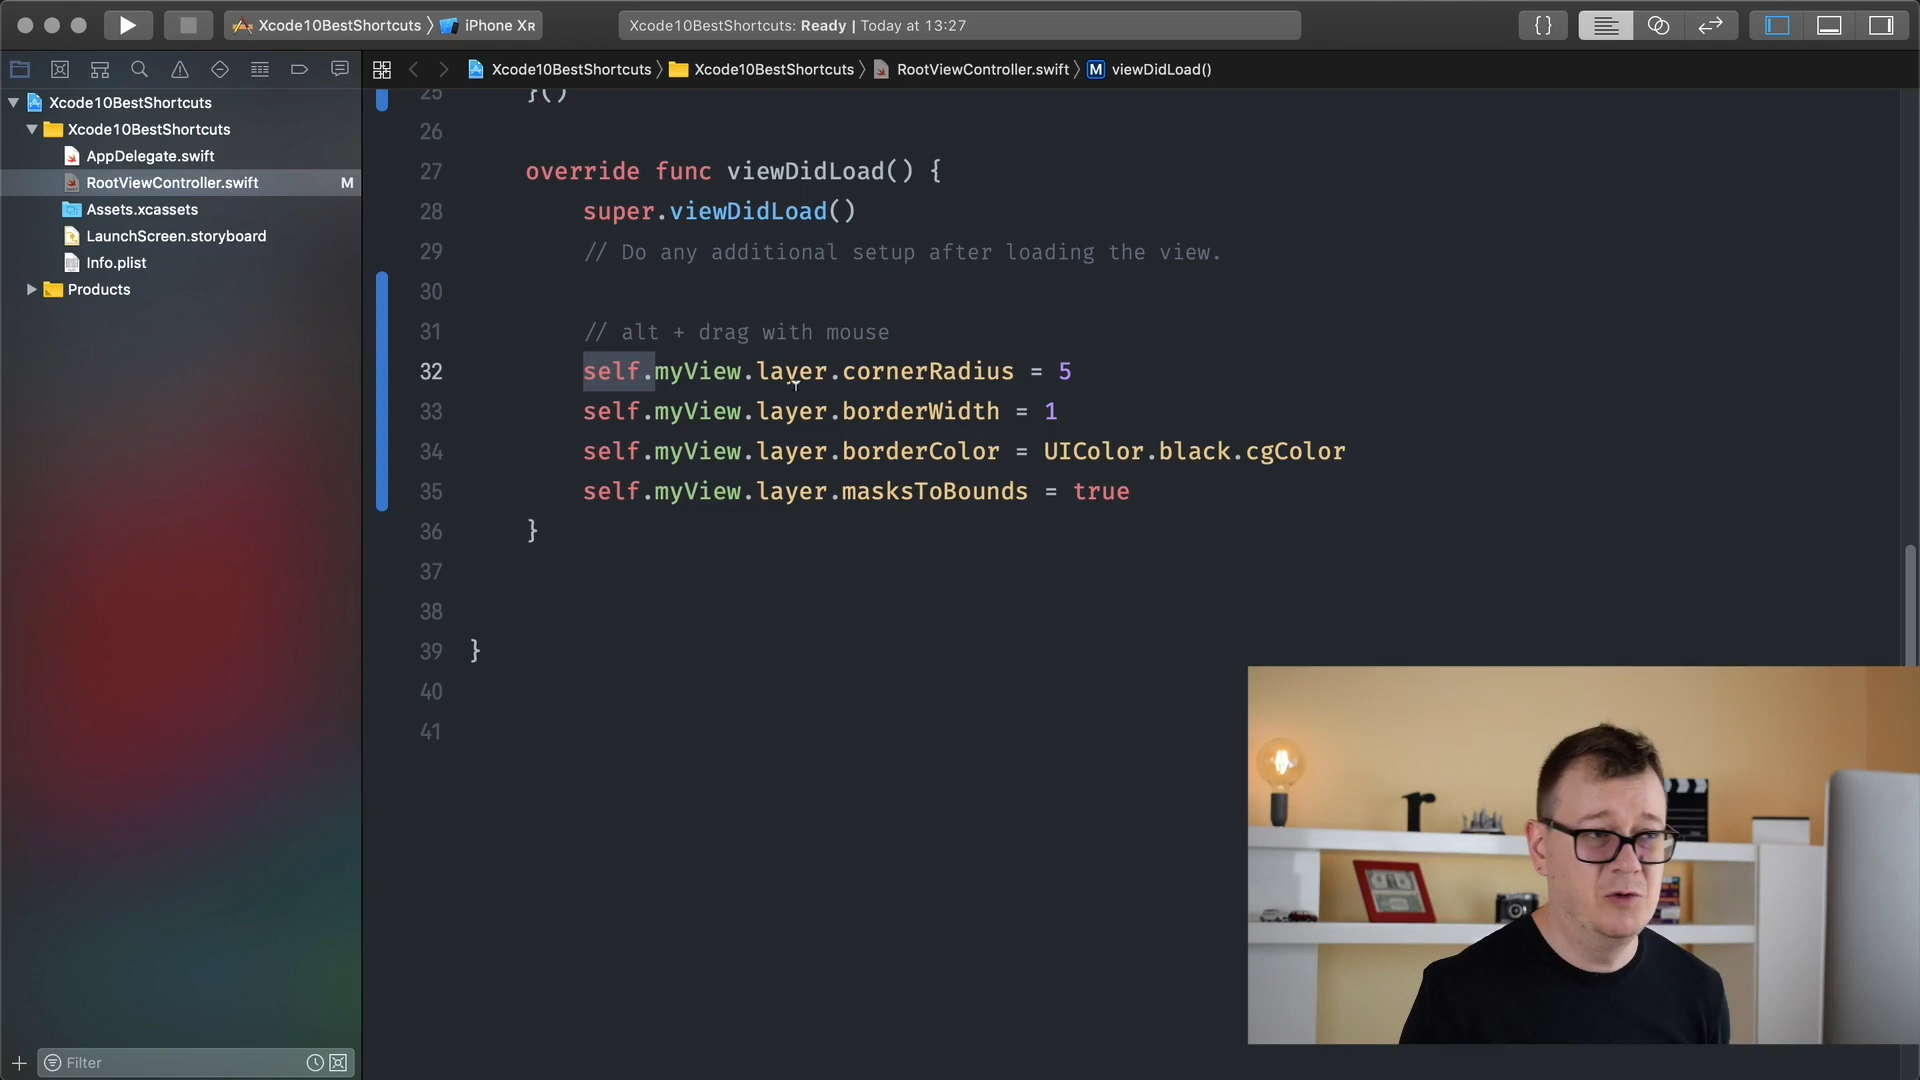 Xcode10BestShortcuts iPhone XR
Xcode10BestShortcuts: Ready | Today at 13:27
{}
Xcode10BestShortcuts Xcode10BestShortcuts RootViewController.swift M viewDidLoad()
Xcode10BestShortcuts
Xcode10BestShortcuts
AppDelegate.swift
RootViewController.swift M
Assets.xcassets
LaunchScreen.storyboard
Info.plist
Products
Filter
25 }()
26
27 override func viewDidLoad() {
28 super.viewDidLoad()
29 // Do any additional setup after loading the view.
30
31 // alt + drag with mouse
32 self.myView.layer.cornerRadius = 5
33 self.myView.layer.borderWidth = 1
34 self.myView.layer.borderColor = UIColor.black.cgColor
35 self.myView.layer.masksToBounds = true
36 }
37
38
39 }
40
41